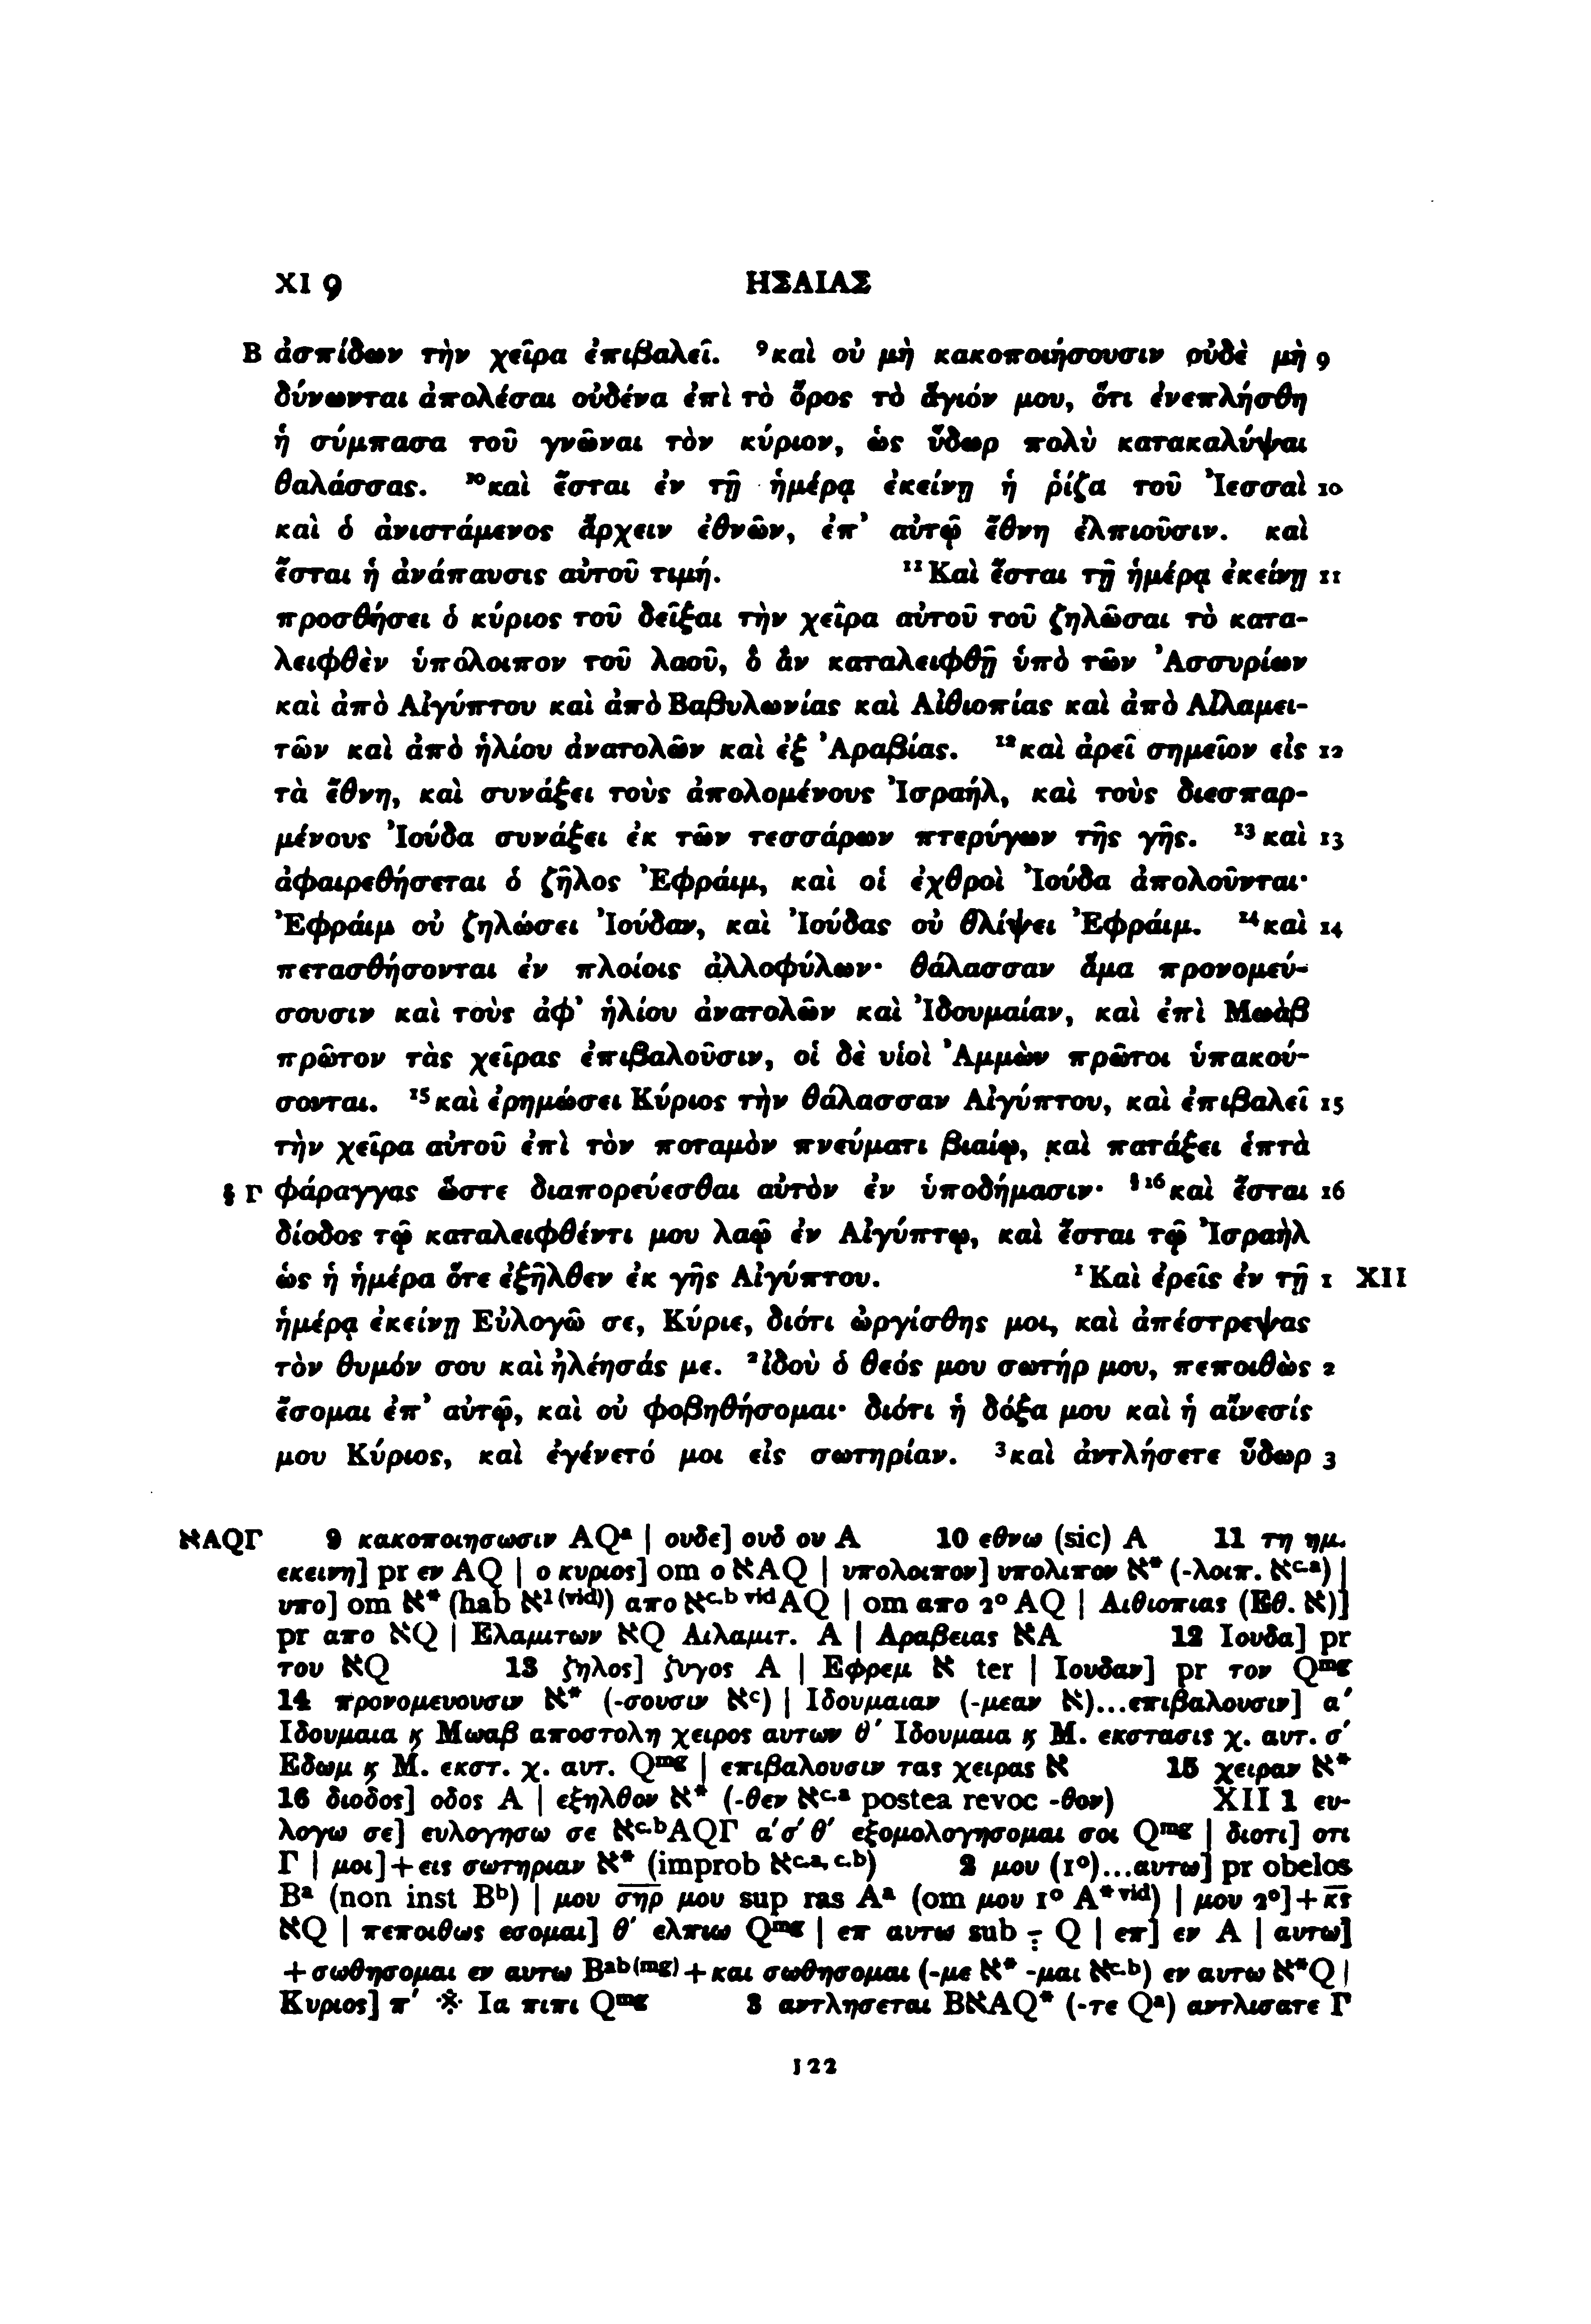 XI 9 ΗΣΑΙΑΣ
B ἀσπίδων τὴν χεῖρα ἐπιβαλεῖ. ⁹καὶ οὐ μὴ κακοποιήσουσιν οὐδὲ μὴ 9
δύνωνται ἀπολέσαι οὐδένα ἐπὶ τὸ ὄρος τὸ ἅγιόν μου, ὅτι ἐνεπλήσθη
ἡ σύμπασα τοῦ γνῶναι τὸν κύριον, ὡς ὕδωρ πολὺ κατακαλύψαι
θαλάσσας. ¹⁰καὶ ἔσται ἐν τῇ ἡμέρᾳ ἐκείνῃ ἡ ῥίζα τοῦ Ἰεσσαὶ 10
καὶ ὁ ἀνιστάμενος ἄρχειν ἐθνῶν, ἐπ’ αὐτῷ ἔθνη ἐλπιοῦσιν. καὶ
ἔσται ἡ ἀνάπαυσις αὐτοῦ τιμή. ¹¹Καὶ ἔσται τῇ ἡμέρᾳ ἐκείνῃ 11
προσθήσει ὁ κύριος τοῦ δεῖξαι τὴν χεῖρα αὐτοῦ τοῦ ζηλῶσαι τὸ κατα-
λειφθὲν ὑπόλοιπον τοῦ λαοῦ, ὃ ἂν καταλειφθῇ ὑπὸ τῶν Ἀσσυρίων
καὶ ἀπὸ Αἰγύπτου καὶ ἀπὸ Βαβυλωνίας καὶ Αἰθιοπίας καὶ ἀπὸ Αἰλαμει-
τῶν καὶ ἀπὸ ἡλίου ἀνατολῶν καὶ ἐξ Ἀραβίας. ¹²καὶ ἀρεῖ σημεῖον εἰς 12
τὰ ἔθνη, καὶ συνάξει τοὺς ἀπολομένους Ἰσραήλ, καὶ τοὺς διεσπαρ-
μένους Ἰούδα συνάξει ἐκ τῶν τεσσάρων πτερύγων τῆς γῆς. ¹³καὶ 13
ἀφαιρεθήσεται ὁ ζῆλος Ἐφράιμ, καὶ οἱ ἐχθροὶ Ἰούδα ἀπολοῦνται·
Ἐφράιμ οὐ ζηλώσει Ἰούδαν, καὶ Ἰούδας οὐ θλίψει Ἐφράιμ. ¹⁴καὶ 14
πετασθήσονται ἐν πλοίοις ἀλλοφύλων· θάλασσαν ἅμα προνομεύ-
σουσιν καὶ τοὺς ἀφ’ ἡλίου ἀνατολῶν καὶ Ἰδουμαίαν, καὶ ἐπὶ Μωὰβ
πρῶτον τὰς χεῖρας ἐπιβαλοῦσιν, οἱ δὲ υἱοὶ Ἀμμὼν πρῶτοι ὑπακού-
σονται. ¹⁵καὶ ἐρημώσει Κύριος τὴν θάλασσαν Αἰγύπτου, καὶ ἐπιβαλεῖ 15
τὴν χεῖρα αὐτοῦ ἐπὶ τὸν ποταμὸν πνεύματι βιαίῳ, καὶ πατάξει ἑπτὰ
§ Γ φάραγγας ὥστε διαπορεύεσθαι αὐτὸν ἐν ὑποδήμασιν· §¹⁶καὶ ἔσται 16
δίοδος τῷ καταλειφθέντι μου λαῷ ἐν Αἰγύπτῳ, καὶ ἔσται τῷ Ἰσραὴλ
ὡς ἡ ἡμέρα ὅτε ἐξῆλθεν ἐκ γῆς Αἰγύπτου. ¹Καὶ ἐρεῖς ἐν τῇ 1 XII
ἡμέρᾳ ἐκείνῃ Εὐλογῶ σε, Κύριε, διότι ὠργίσθης μοι, καὶ ἀπέστρεψας
τὸν θυμόν σου καὶ ἠλέησάς με. ²ἰδοὺ ὁ θεός μου σωτήρ μου, πεποιθὼς 2
ἔσομαι ἐπ’ αὐτῷ, καὶ οὐ φοβηθήσομαι· διότι ἡ δόξα μου καὶ ἡ αἴνεσίς
μου Κύριος, καὶ ἐγένετό μοι εἰς σωτηρίαν. ³καὶ ἀντλήσετε ὕδωρ 3
ℵAQΓ 9 κακοποιησωσιν AQᵃ | ουδε] ουδ ου A 10 εθνω (sic) A 11 τη ημ.
εκεινη] pr εν AQ | ο κυριος] om ο ℵAQ | υπολοιπον] υπολιπον ℵ* (-λοιπ. ℵᶜ·ᵃ) |
υπο] om ℵ* (hab ℵ¹⁽ᵛⁱᵈ⁾) απο ℵᶜ·ᵇ ᵛⁱᵈAQ | om απο 2° AQ | Αιθιοπιας (Εθ. ℵ)]
pr απο ℵQ | Ελαμιτων ℵQ Αιλαμιτ. A | Αραβειας ℵA 12 Ιουδα] pr
του ℵQ 13 ζηλος] ζυγος A | Εφρεμ ℵ ter | Ιουδαν] pr τον Qᵐᵍ
14 προνομευουσιν ℵ* (-σουσιν ℵᶜ) | Ιδουμαιαν (-μεαν ℵ)...επιβαλουσιν] α′
Ιδουμαια ϗ Μωαβ αποστολη χειρος αυτων θ′ Ιδουμαια ϗ Μ. εκστασις χ. αυτ. σ′
Εδωμ ϗ Μ. εκστ. χ. αυτ. Qᵐᵍ | επιβαλουσιν τας χειρας ℵ 15 χειραν ℵ*
16 διοδος] οδος A | εξηλθον ℵ* (-θεν ℵᶜ·ᵃ postea revoc -θον) XII 1 ευ-
λογω σε] ευλογησω σε ℵᶜ·ᵇAQΓ α′ σ′ θ′ εξομολογησομαι σοι Qᵐᵍ | διοτι] οτι
Γ | μοι]+εις σωτηριαν ℵ* (improb ℵᶜ·ᵃ, ᶜ·ᵇ) 2 μου (1°)...αυτω] pr obelos
Bᵃ (non inst Bᵇ) | μου σ̅η̅ρ̅ μου sup ras Aᵃ (om μου 1° A*ᵛⁱᵈ) | μου 2°]+κ̅ς̅
ℵQ | πεποιθως εσομαι] θ′ ελπιω Qᵐᵍ | επ αυτω sub ÷ Q | επ] εν A | αυτω]
+σωθησομαι εν αυτω Bᵃᵇ⁽ᵐᵍ⁾+και σωθησομαι (-με ℵ* -μαι ℵᶜ·ᵇ) εν αυτω ℵ*Q |
Κυριος] π′ ※ Ια πιπι Qᵐᵍ 3 αντλησεται BℵAQ* (-τε Qᵃ) αντλισατε Γ
122